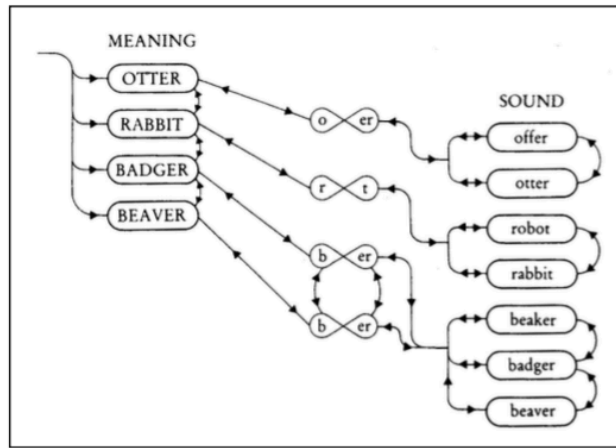 MEANING
OTTER
RABBIT
BADGER
BEAVER
o er
r t
b er
b er
SOUND
offer
otter
robot
rabbit
beaker
badger
beaver